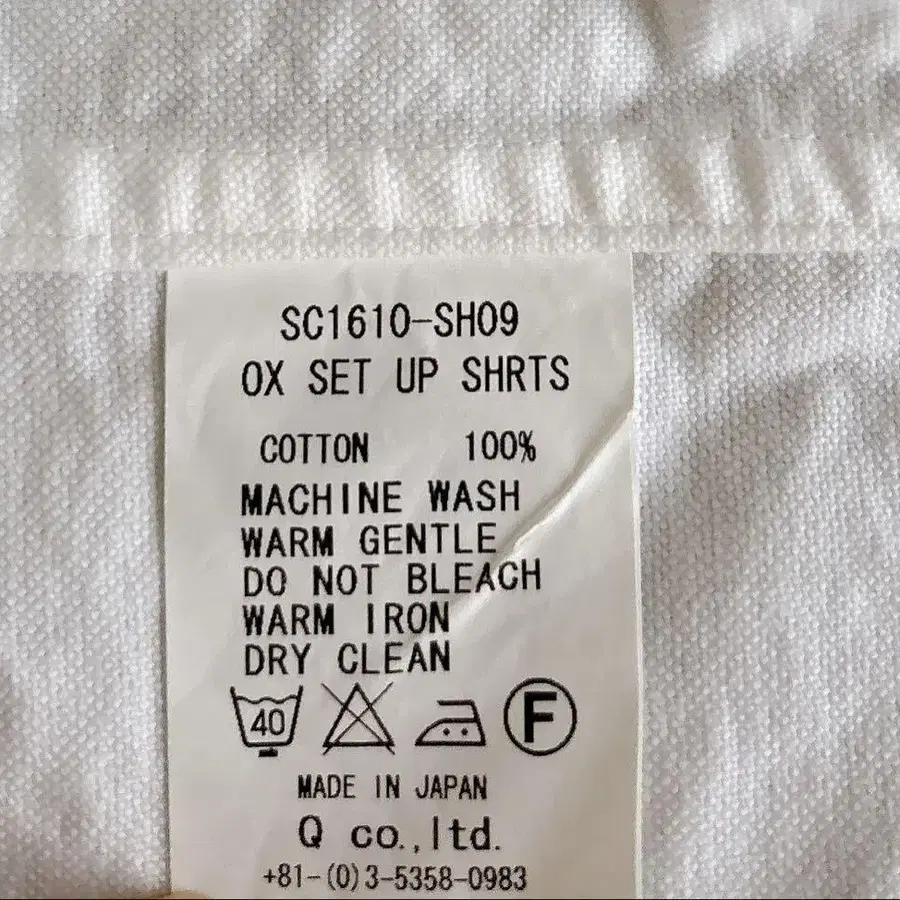 SC1610-SH09
OX SET UP SHRTS
COTTON 100%
MACHINE WASH
WARM GENTLE
DO NOT BLEACH
WARM IRON
DRY CLEAN
40 F
MADE IN JAPAN
Q co.,ltd.
+81-(0)3-5358-0983